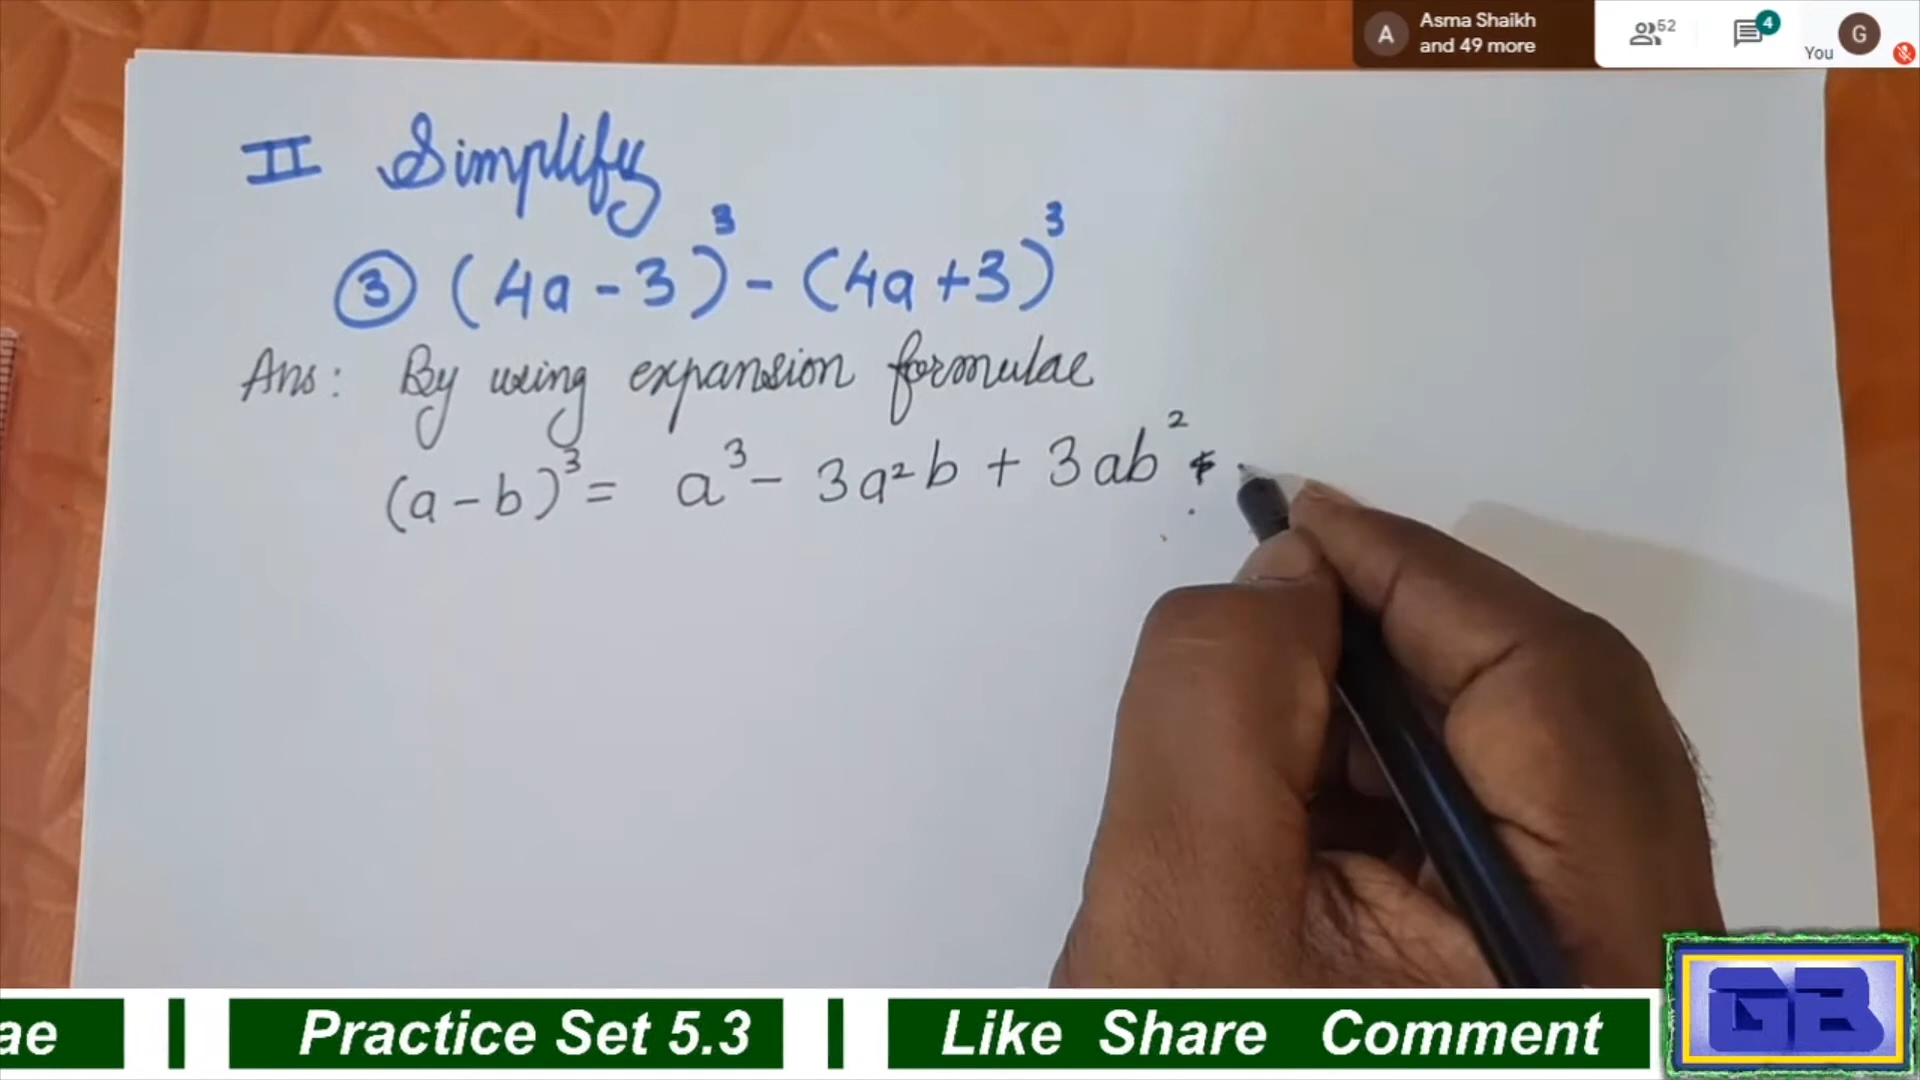 A Asma Shaikh
and 49 more
52
4
You G
II Simplify
③ (4a - 3)³ - (4a + 3)³
Ans: By using expansion formulae
(a - b)³ = a³ - 3a²b + 3ab²
ae | Practice Set 5.3 | Like Share Comment
GB